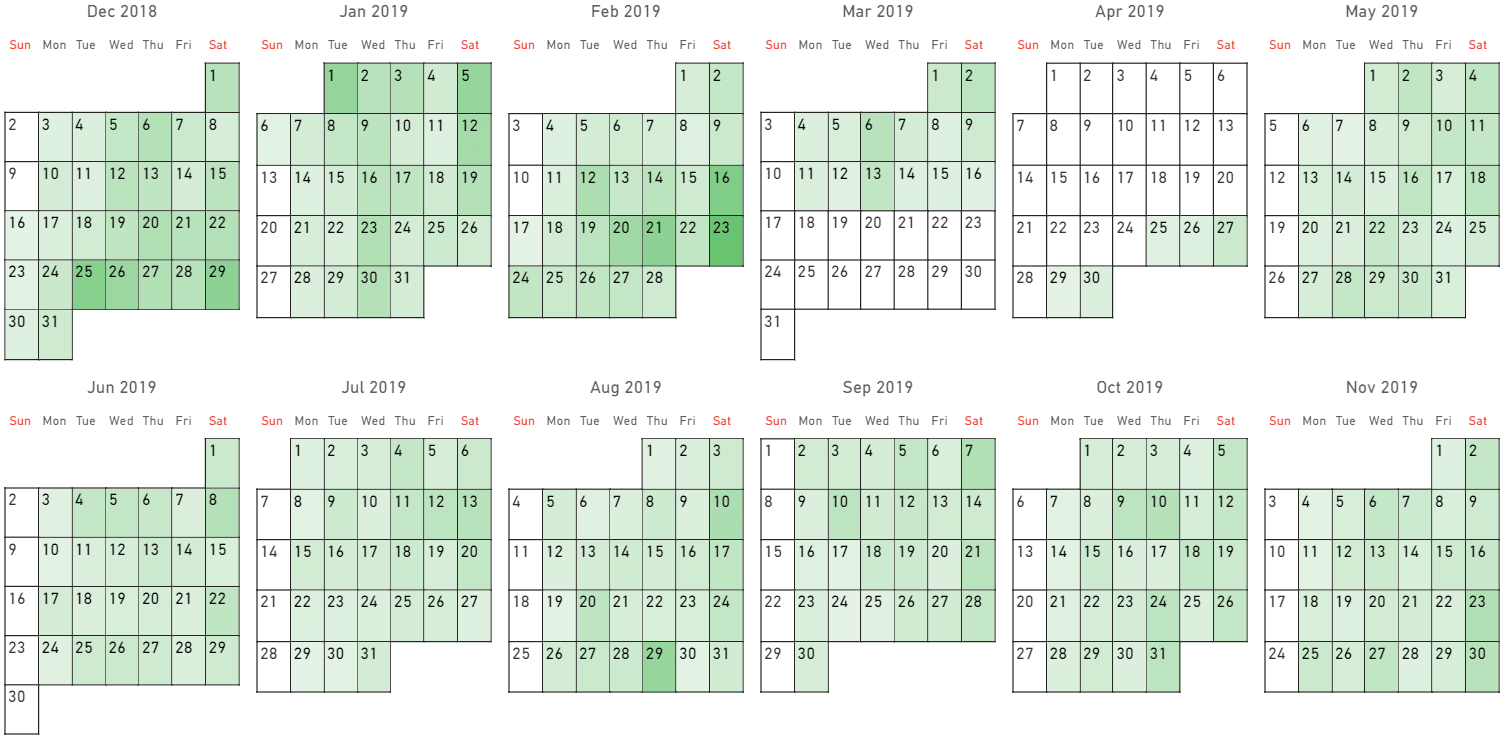 Dec 2018 Jan 2019 Feb 2019 Mar 2019 Apr 2019 May 2019
Sun Mon Tue Wed Thu Fri Sat Sun Mon Tue Wed Thu Fri Sat Sun Mon Tue Wed Thu Fri Sat Sun Mon Tue Wed Thu Fri Sat Sun Mon Tue Wed Thu Fri Sat Sun Mon Tue Wed Thu Fri Sat
1 1 2 3 4 5 1 2 1 2 1 2 3 4 5 6 1 2 3 4
2 3 4 5 6 7 8 6 7 8 9 10 11 12 3 4 5 6 7 8 9 3 4 5 6 7 8 9 7 8 9 10 11 12 13 5 6 7 8 9 10 11
9 10 11 12 13 14 15 13 14 15 16 17 18 19 10 11 12 13 14 15 16 10 11 12 13 14 15 16 14 15 16 17 18 19 20 12 13 14 15 16 17 18
16 17 18 19 20 21 22 20 21 22 23 24 25 26 17 18 19 20 21 22 23 17 18 19 20 21 22 23 21 22 23 24 25 26 27 19 20 21 22 23 24 25
23 24 25 26 27 28 29 27 28 29 30 31 24 25 26 27 28 24 25 26 27 28 29 30 28 29 30 26 27 28 29 30 31
30 31 31
Jun 2019 Jul 2019 Aug 2019 Sep 2019 Oct 2019 Nov 2019
Sun Mon Tue Wed Thu Fri Sat Sun Mon Tue Wed Thu Fri Sat Sun Mon Tue Wed Thu Fri Sat Sun Mon Tue Wed Thu Fri Sat Sun Mon Tue Wed Thu Fri Sat Sun Mon Tue Wed Thu Fri Sat
1 1 2 3 4 5 6 1 2 3 1 2 3 4 5 6 7 1 2 3 4 5 1 2
2 3 4 5 6 7 8 7 8 9 10 11 12 13 4 5 6 7 8 9 10 8 9 10 11 12 13 14 6 7 8 9 10 11 12 3 4 5 6 7 8 9
9 10 11 12 13 14 15 14 15 16 17 18 19 20 11 12 13 14 15 16 17 15 16 17 18 19 20 21 13 14 15 16 17 18 19 10 11 12 13 14 15 16
16 17 18 19 20 21 22 21 22 23 24 25 26 27 18 19 20 21 22 23 24 22 23 24 25 26 27 28 20 21 22 23 24 25 26 17 18 19 20 21 22 23
23 24 25 26 27 28 29 28 29 30 31 25 26 27 28 29 30 31 29 30 27 28 29 30 31 24 25 26 27 28 29 30
30